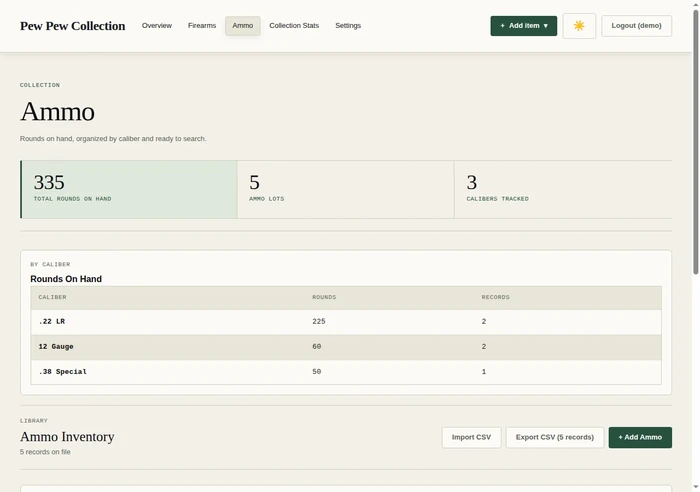 Pew Pew Collection
Overview
Firearms
Ammo
Collection Stats
Settings
+ Add item ▾
Logout (demo)
COLLECTION
Ammo
Rounds on hand, organized by caliber and ready to search.
335
TOTAL ROUNDS ON HAND
5
AMMO LOTS
3
CALIBERS TRACKED
BY CALIBER
Rounds On Hand
CALIBER ROUNDS RECORDS
.22 LR 225 2
12 Gauge 60 2
.38 Special 50 1
LIBRARY
Ammo Inventory
5 records on file
Import CSV
Export CSV (5 records)
+ Add Ammo